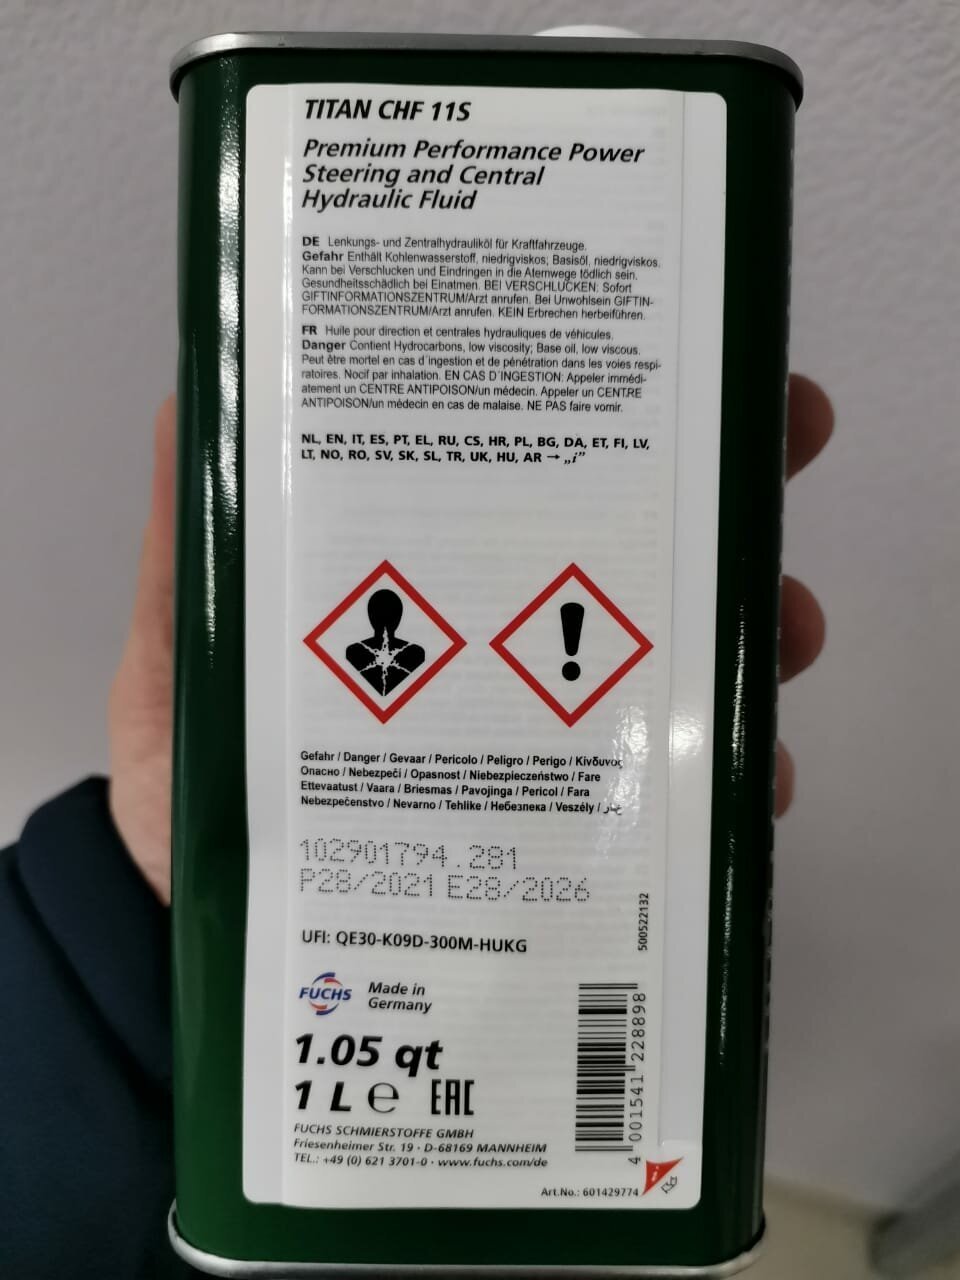 TITAN CHF 11S
Premium Performance Power
Steering and Central
Hydraulic Fluid
DE Lenkungs- und Zentralhydrauliköl für Kraftfahrzeuge.
Gefahr Enthält Kohlenwasserstoff, niedrigviskos; Basisöl, niedrigviskos.
Kann bei Verschlucken und Eindringen in die Atemwege tödlich sein.
Gesundheitsschädlich bei Einatmen. BEI VERSCHLUCKEN: Sofort
GIFTINFORMATIONSZENTRUM/Arzt anrufen. Bei Unwohlsein GIFTIN-
FORMATIONSZENTRUM/Arzt anrufen. KEIN Erbrechen herbeiführen.
FR Huile pour direction et centrales hydrauliques de véhicules.
Danger Contient Hydrocarbons, low viscosity; Base oil, low viscous.
Peut être mortel en cas d´ingestion et de pénétration dans les voies respi-
ratoires. Nocif par inhalation. EN CAS D´INGESTION: Appeler immédi-
atement un CENTRE ANTIPOISON/un médecin. Appeler un CENTRE
ANTIPOISON/un médecin en cas de malaise. NE PAS faire vomir.
NL, EN, IT, ES, PT, EL, RU, CS, HR, PL, BG, DA, ET, FI, LV,
LT, NO, RO, SV, SK, SL, TR, UK, HU, AR → „i”
Gefahr / Danger / Gevaar / Pericolo / Peligro / Perigo / Κίνδυνος
Опасно / Nebezpečí / Opasnost / Niebezpieczeństwo / Fare
Ettevaatust / Vaara / Briesmas / Pavojinga / Pericol / Fara
Nebezpečenstvo / Nevarno / Tehlike / Небезпека / Veszély /
102901794.281
P28/2021 E28/2026
UFI: QE30-K09D-300M-HUKG
500522132
FUCHS
Made in
Germany
1.05 qt
1 L e EAC
FUCHS SCHMIERSTOFFE GMBH
Friesenheimer Str. 19 · D-68169 MANNHEIM
TEL.: +49 (0) 621 3701-0 · www.fuchs.com/de
4 001541 228898
i
Art.No.: 601429774